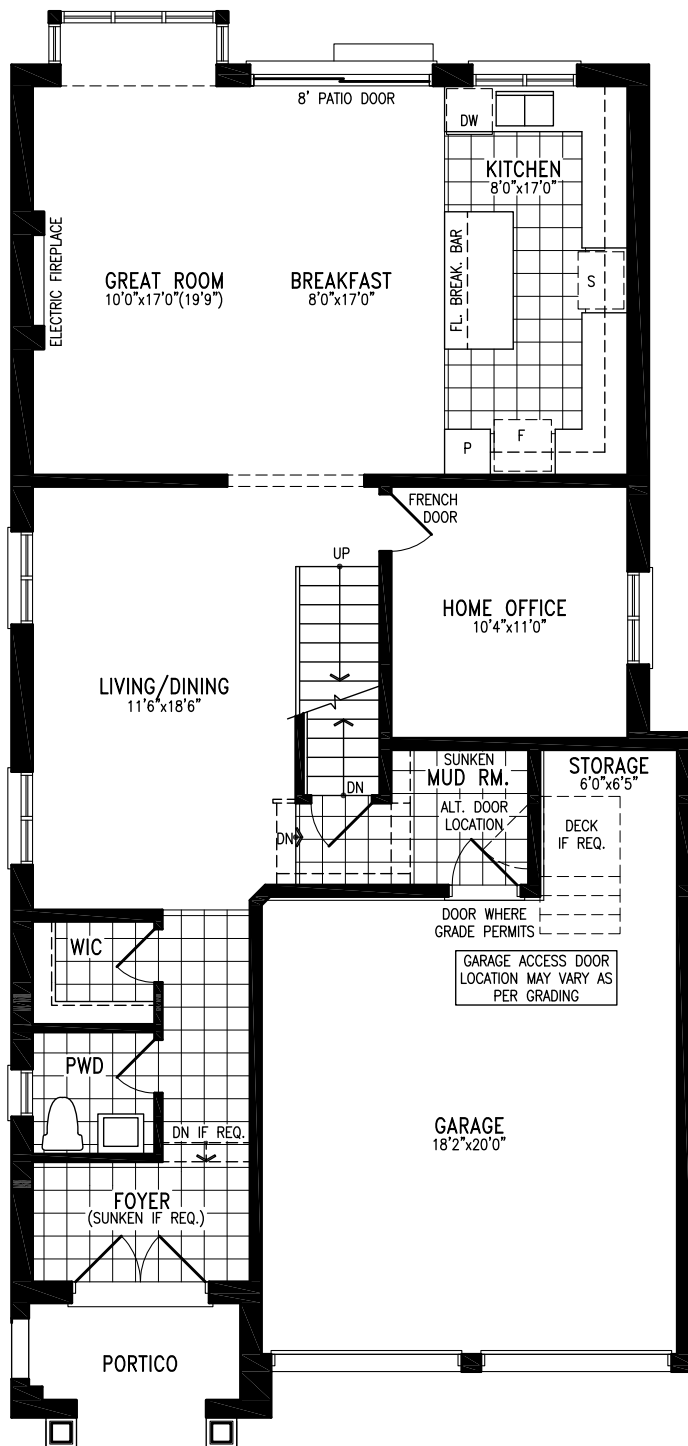 8' PATIO DOOR
DW
KITCHEN
8'0"x17'0"
ELECTRIC FIREPLACE
GREAT ROOM
10'0"x17'0"(19'9")
BREAKFAST
8'0"x17'0"
FL. BREAK. BAR
S
P
F
FRENCH
DOOR
UP
HOME OFFICE
10'4"x11'0"
LIVING/DINING
11'6"x18'6"
DN
DN
SUNKEN
MUD RM.
ALT. DOOR
LOCATION
STORAGE
6'0"x6'5"
DECK
IF REQ.
DOOR WHERE
GRADE PERMITS
GARAGE ACCESS DOOR
LOCATION MAY VARY AS
PER GRADING
WIC
PWD
DN IF REQ.
GARAGE
18'2"x20'0"
FOYER
(SUNKEN IF REQ.)
PORTICO